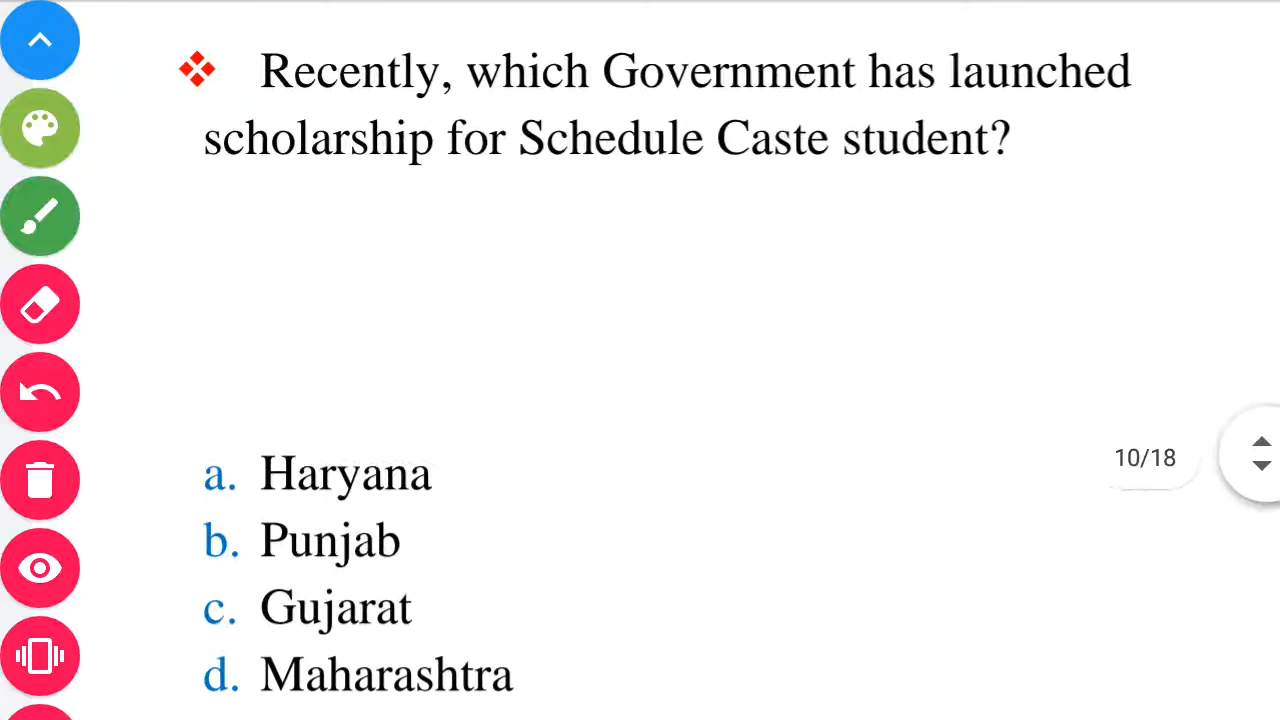 Recently, which Government has launched
scholarship for Schedule Caste student?
a. Haryana
10/18
b. Punjab
c. Gujarat
d. Maharashtra